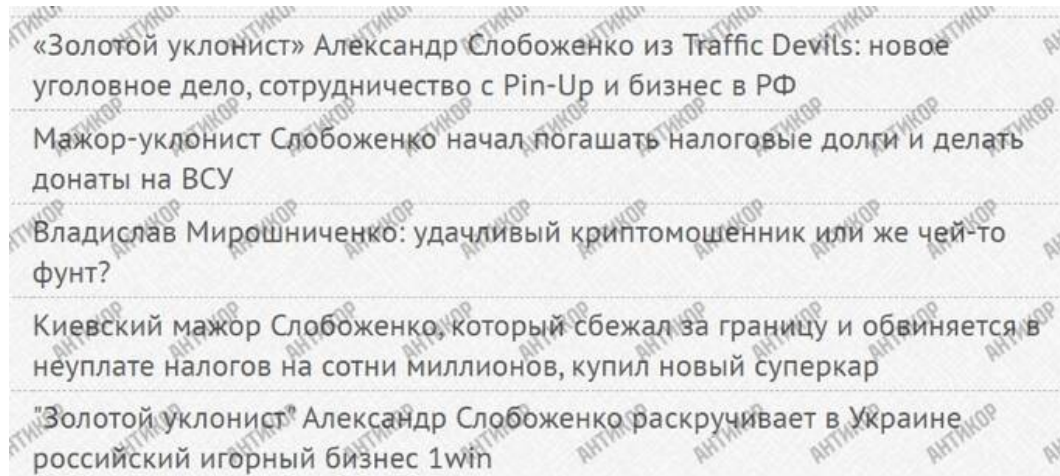 «Золотой уклонист» Александр Слобоженко из Traffic Devils: новое
уголовное дело, сотрудничество с Pin-Up и бизнес в РФ
Мажор-уклонист Слобоженко начал погашать налоговые долги и делать
донаты на ВСУ
Владислав Мирошниченко: удачливый криптомошенник или же чей-то
фунт?
Киевский мажор Слобоженко, который сбежал за границу и обвиняется в
неуплате налогов на сотни миллионов, купил новый суперкар
"Золотой уклонист" Александр Слобоженко раскручивает в Украине
российский игорный бизнес 1win
АНТИКОР